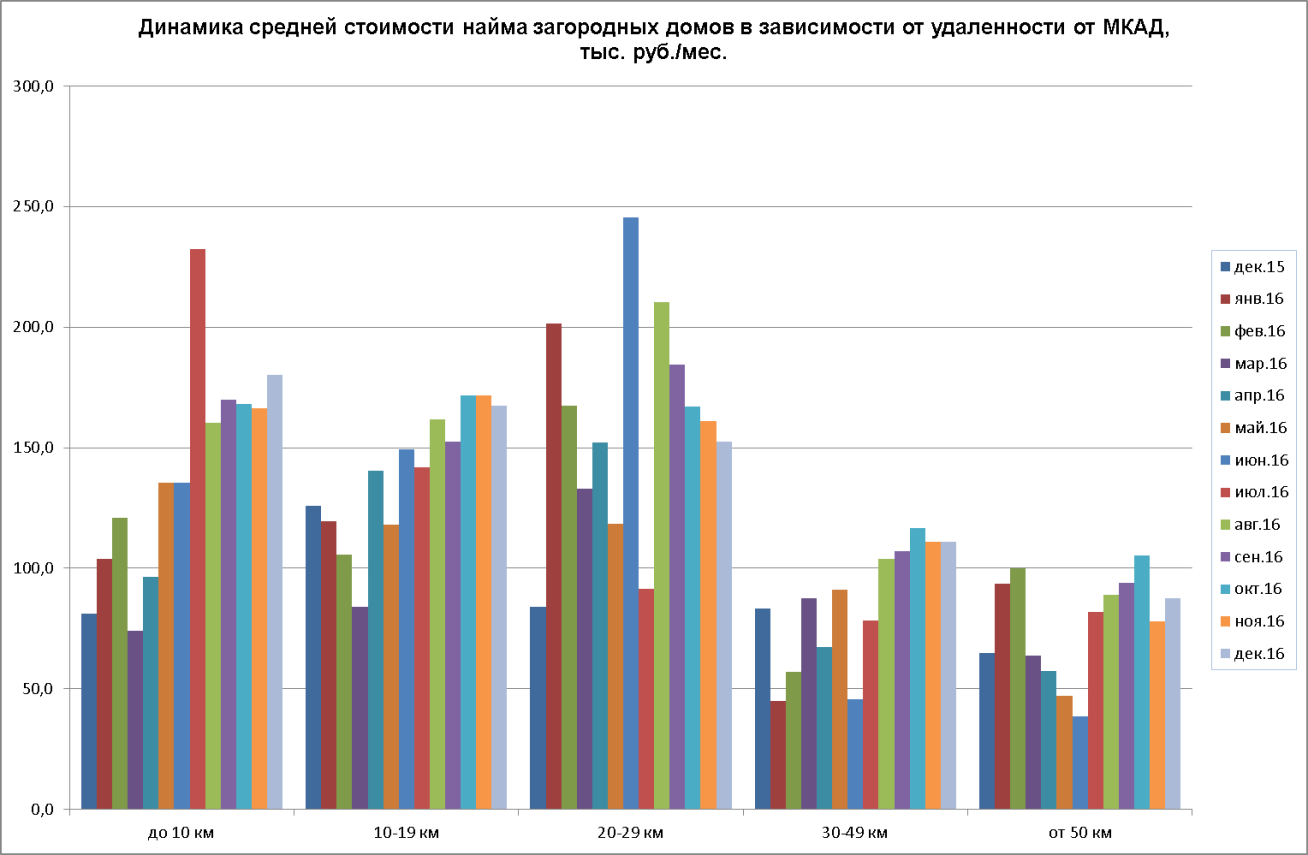 Динамика средней стоимости найма загородных домов в зависимости от удаленности от МКАД,
тыс. руб./мес.
300,0
250,0
200,0
150,0
100,0
50,0
0,0
до 10 км
10-19 км
20-29 км
30-49 км
от 50 км
дек.15
янв.16
фев.16
мар.16
апр.16
май.16
июн.16
июл.16
авг.16
сен.16
окт.16
ноя.16
дек.16